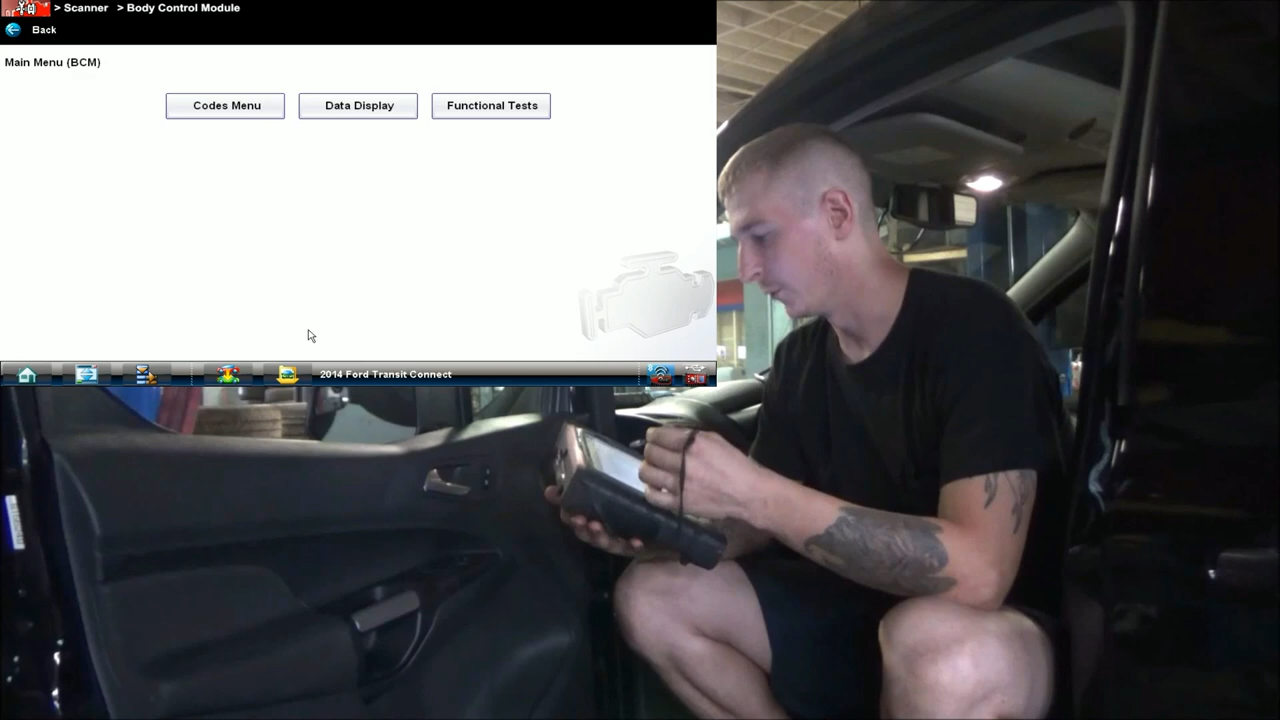 > Scanner > Body Control Module
Back
Main Menu (BCM)
Codes Menu
Data Display
Functional Tests
2014 Ford Transit Connect